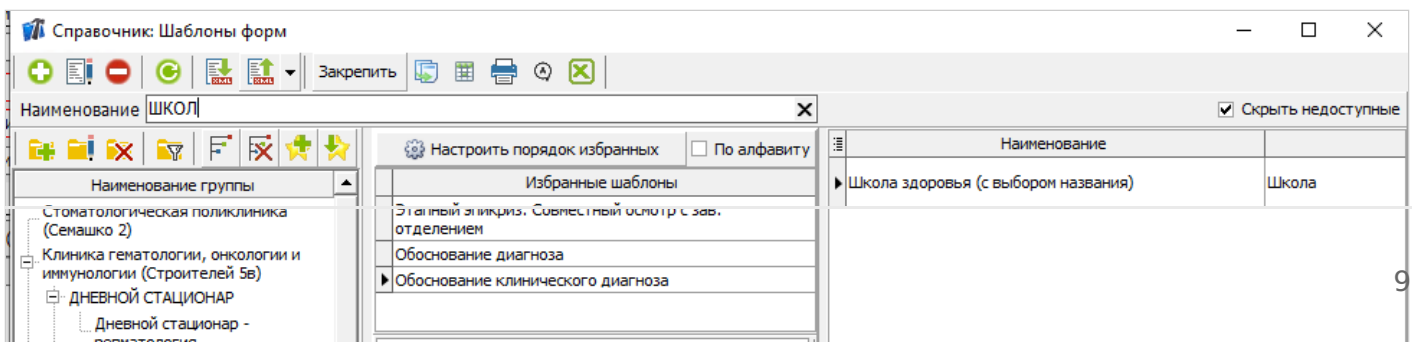 Справочник: Шаблоны форм
Закрепить
Наименование ШКОЛ
Скрыть недоступные
Настроить порядок избранных
По алфавиту
Наименование
Наименование группы
Избранные шаблоны
Школа здоровья (с выбором названия)
Школа
Стоматологическая поликлиника
(Семашко 2)
Этапный эпикриз. Совместный осмотр с зав.
отделением
Клиника гематологии, онкологии и
иммунологии (Строителей 5в)
Обоснование диагноза
Обоснование клинического диагноза
9
ДНЕВНОЙ СТАЦИОНАР
Дневной стационар -